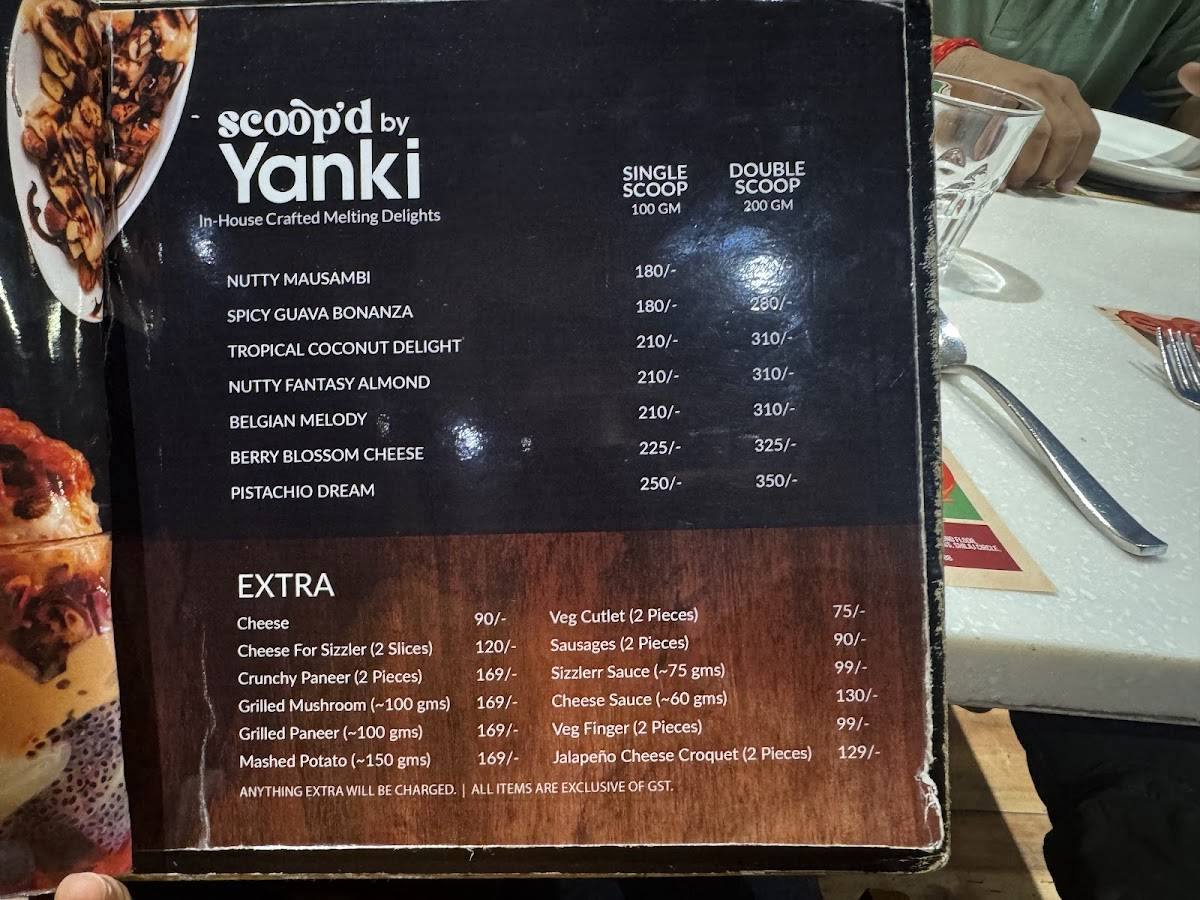 scoop'd by
Yanki
In-House Crafted Melting Delights
SINGLE SCOOP 100 GM DOUBLE SCOOP 200 GM
NUTTY MAUSAMBI 180/-
SPICY GUAVA BONANZA 180/- 280/-
TROPICAL COCONUT DELIGHT 210/- 310/-
NUTTY FANTASY ALMOND 210/- 310/-
BELGIAN MELODY 210/- 310/-
BERRY BLOSSOM CHEESE 225/- 325/-
PISTACHIO DREAM 250/- 350/-
EXTRA
Cheese 90/- Veg Cutlet (2 Pieces) 75/-
Cheese For Sizzler (2 Slices) 120/- Sausages (2 Pieces) 90/-
Crunchy Paneer (2 Pieces) 169/- Sizzlerr Sauce (~75 gms) 99/-
Grilled Mushroom (~100 gms) 169/- Cheese Sauce (~60 gms) 130/-
Grilled Paneer (~100 gms) 169/- Veg Finger (2 Pieces) 99/-
Mashed Potato (~150 gms) 169/- Jalapeño Cheese Croquet (2 Pieces) 129/-
ANYTHING EXTRA WILL BE CHARGED. | ALL ITEMS ARE EXCLUSIVE OF GST.
FLOOR,
SHILAJ CIRCLE,